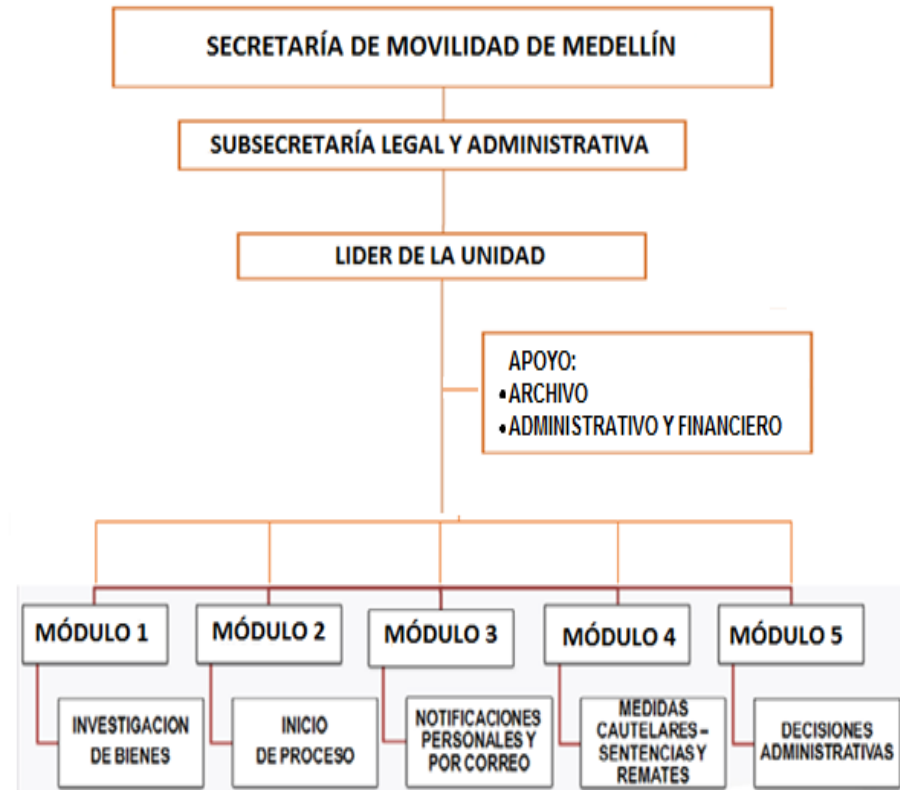 SECRETARÍA DE MOVILIDAD DE MEDELLÍN
SUBSECRETARÍA LEGAL Y ADMINISTRATIVA
LIDER DE LA UNIDAD
APOYO:
•ARCHIVO
•ADMINISTRATIVO Y FINANCIERO
MÓDULO 1
MÓDULO 2
MÓDULO 3
MÓDULO 4
MÓDULO 5
INVESTIGACION
DE BIENES
INICIO
DE PROCESO
NOTIFICACIONES
PERSONALES Y
POR CORREO
MEDIDAS
CAUTELARES –
SENTENCIAS Y
REMATES
DECISIONES
ADMINISTRATIVAS